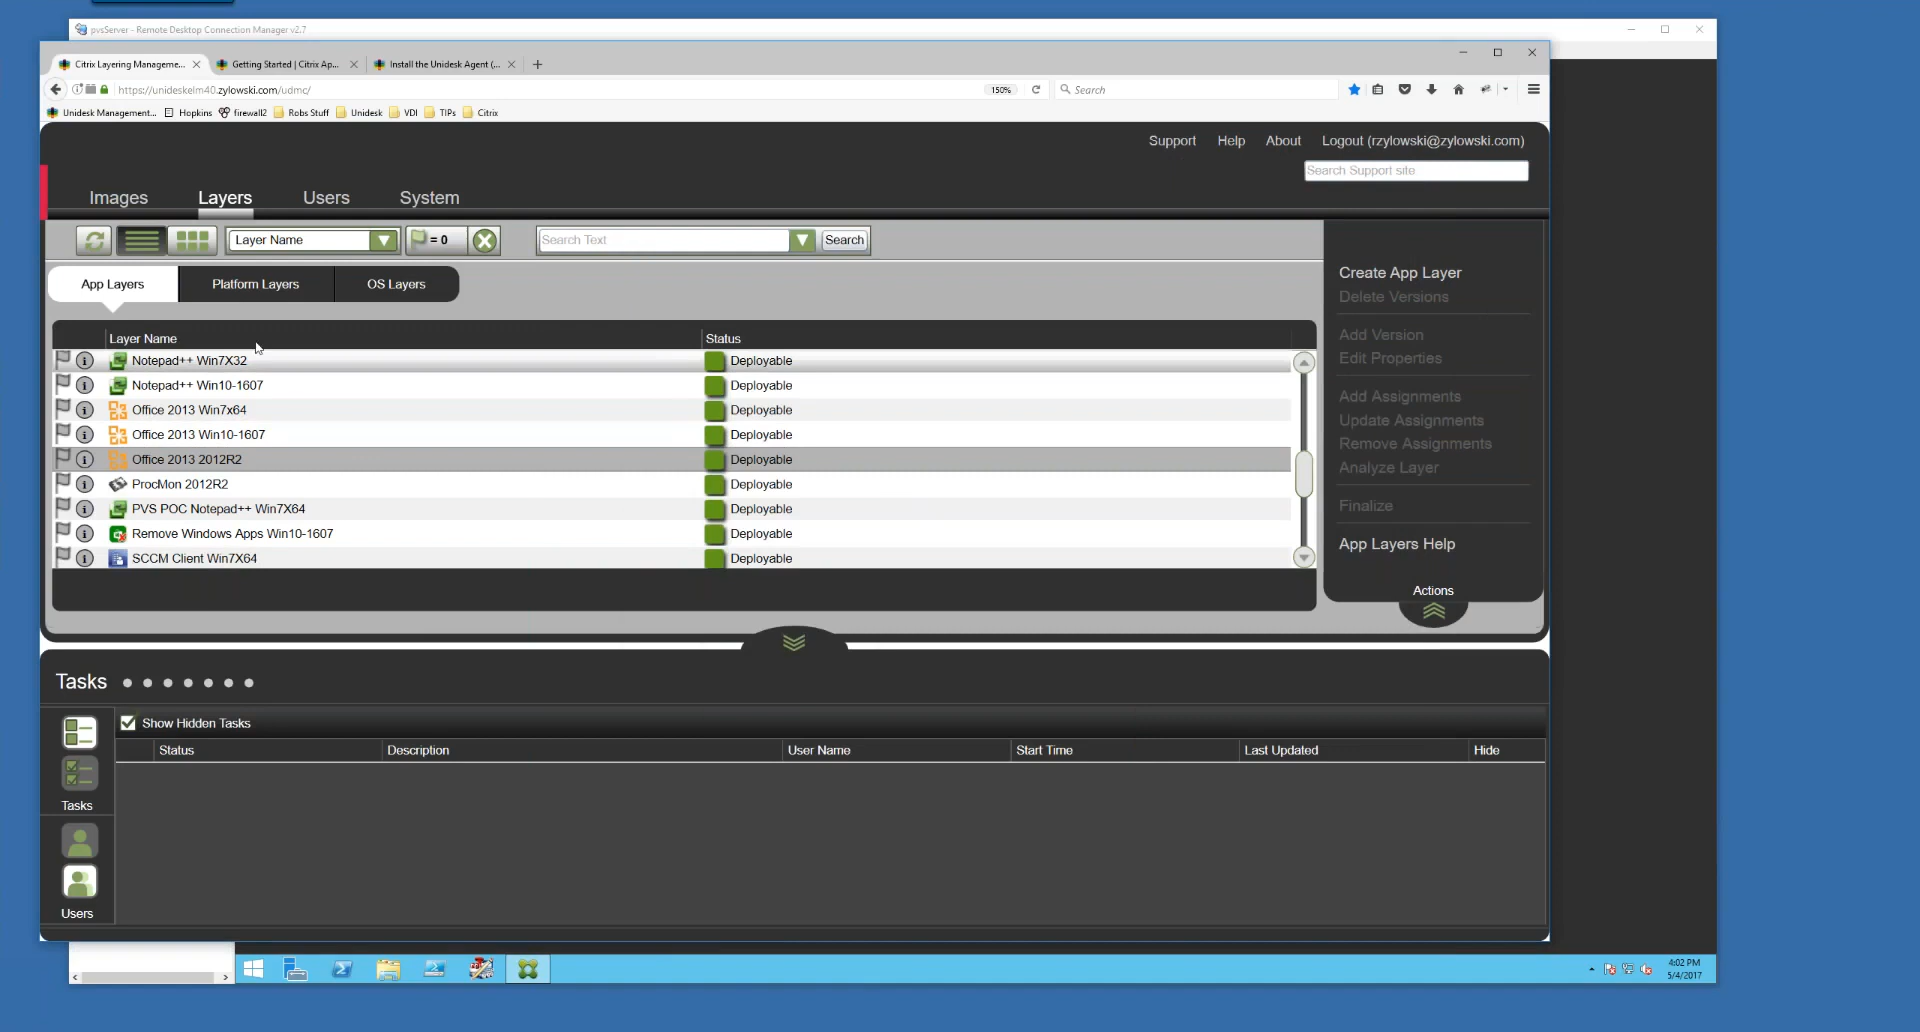 pvsServer - Remote Desktop Connection Manager v2.7
Citrix Layering Manageme...
Getting Started | Citrix Ap...
Install the Unidesk Agent (...
https://unideskelm40.zylowski.com/udmc/
150%
Search
Unidesk Management...
Hopkins
firewall2
Robs Stuff
Unidesk
VDI
TIPs
Citrix
Support
Help
About
Logout (rzylowski@zylowski.com)
Search Support site
Images
Layers
Users
System
Layer Name
= 0
Search Text
Search
App Layers
Platform Layers
OS Layers
Layer Name
Status
Notepad++ Win7X32
Deployable
Notepad++ Win10-1607
Deployable
Office 2013 Win7x64
Deployable
Office 2013 Win10-1607
Deployable
Office 2013 2012R2
Deployable
ProcMon 2012R2
Deployable
PVS POC Notepad++ Win7X64
Deployable
Remove Windows Apps Win10-1607
Deployable
SCCM Client Win7X64
Deployable
Create App Layer
Delete Versions
Add Version
Edit Properties
Add Assignments
Update Assignments
Remove Assignments
Analyze Layer
Finalize
App Layers Help
Actions
Tasks
Show Hidden Tasks
Status
Description
User Name
Start Time
Last Updated
Hide
Tasks
Users
4:02 PM
5/4/2017